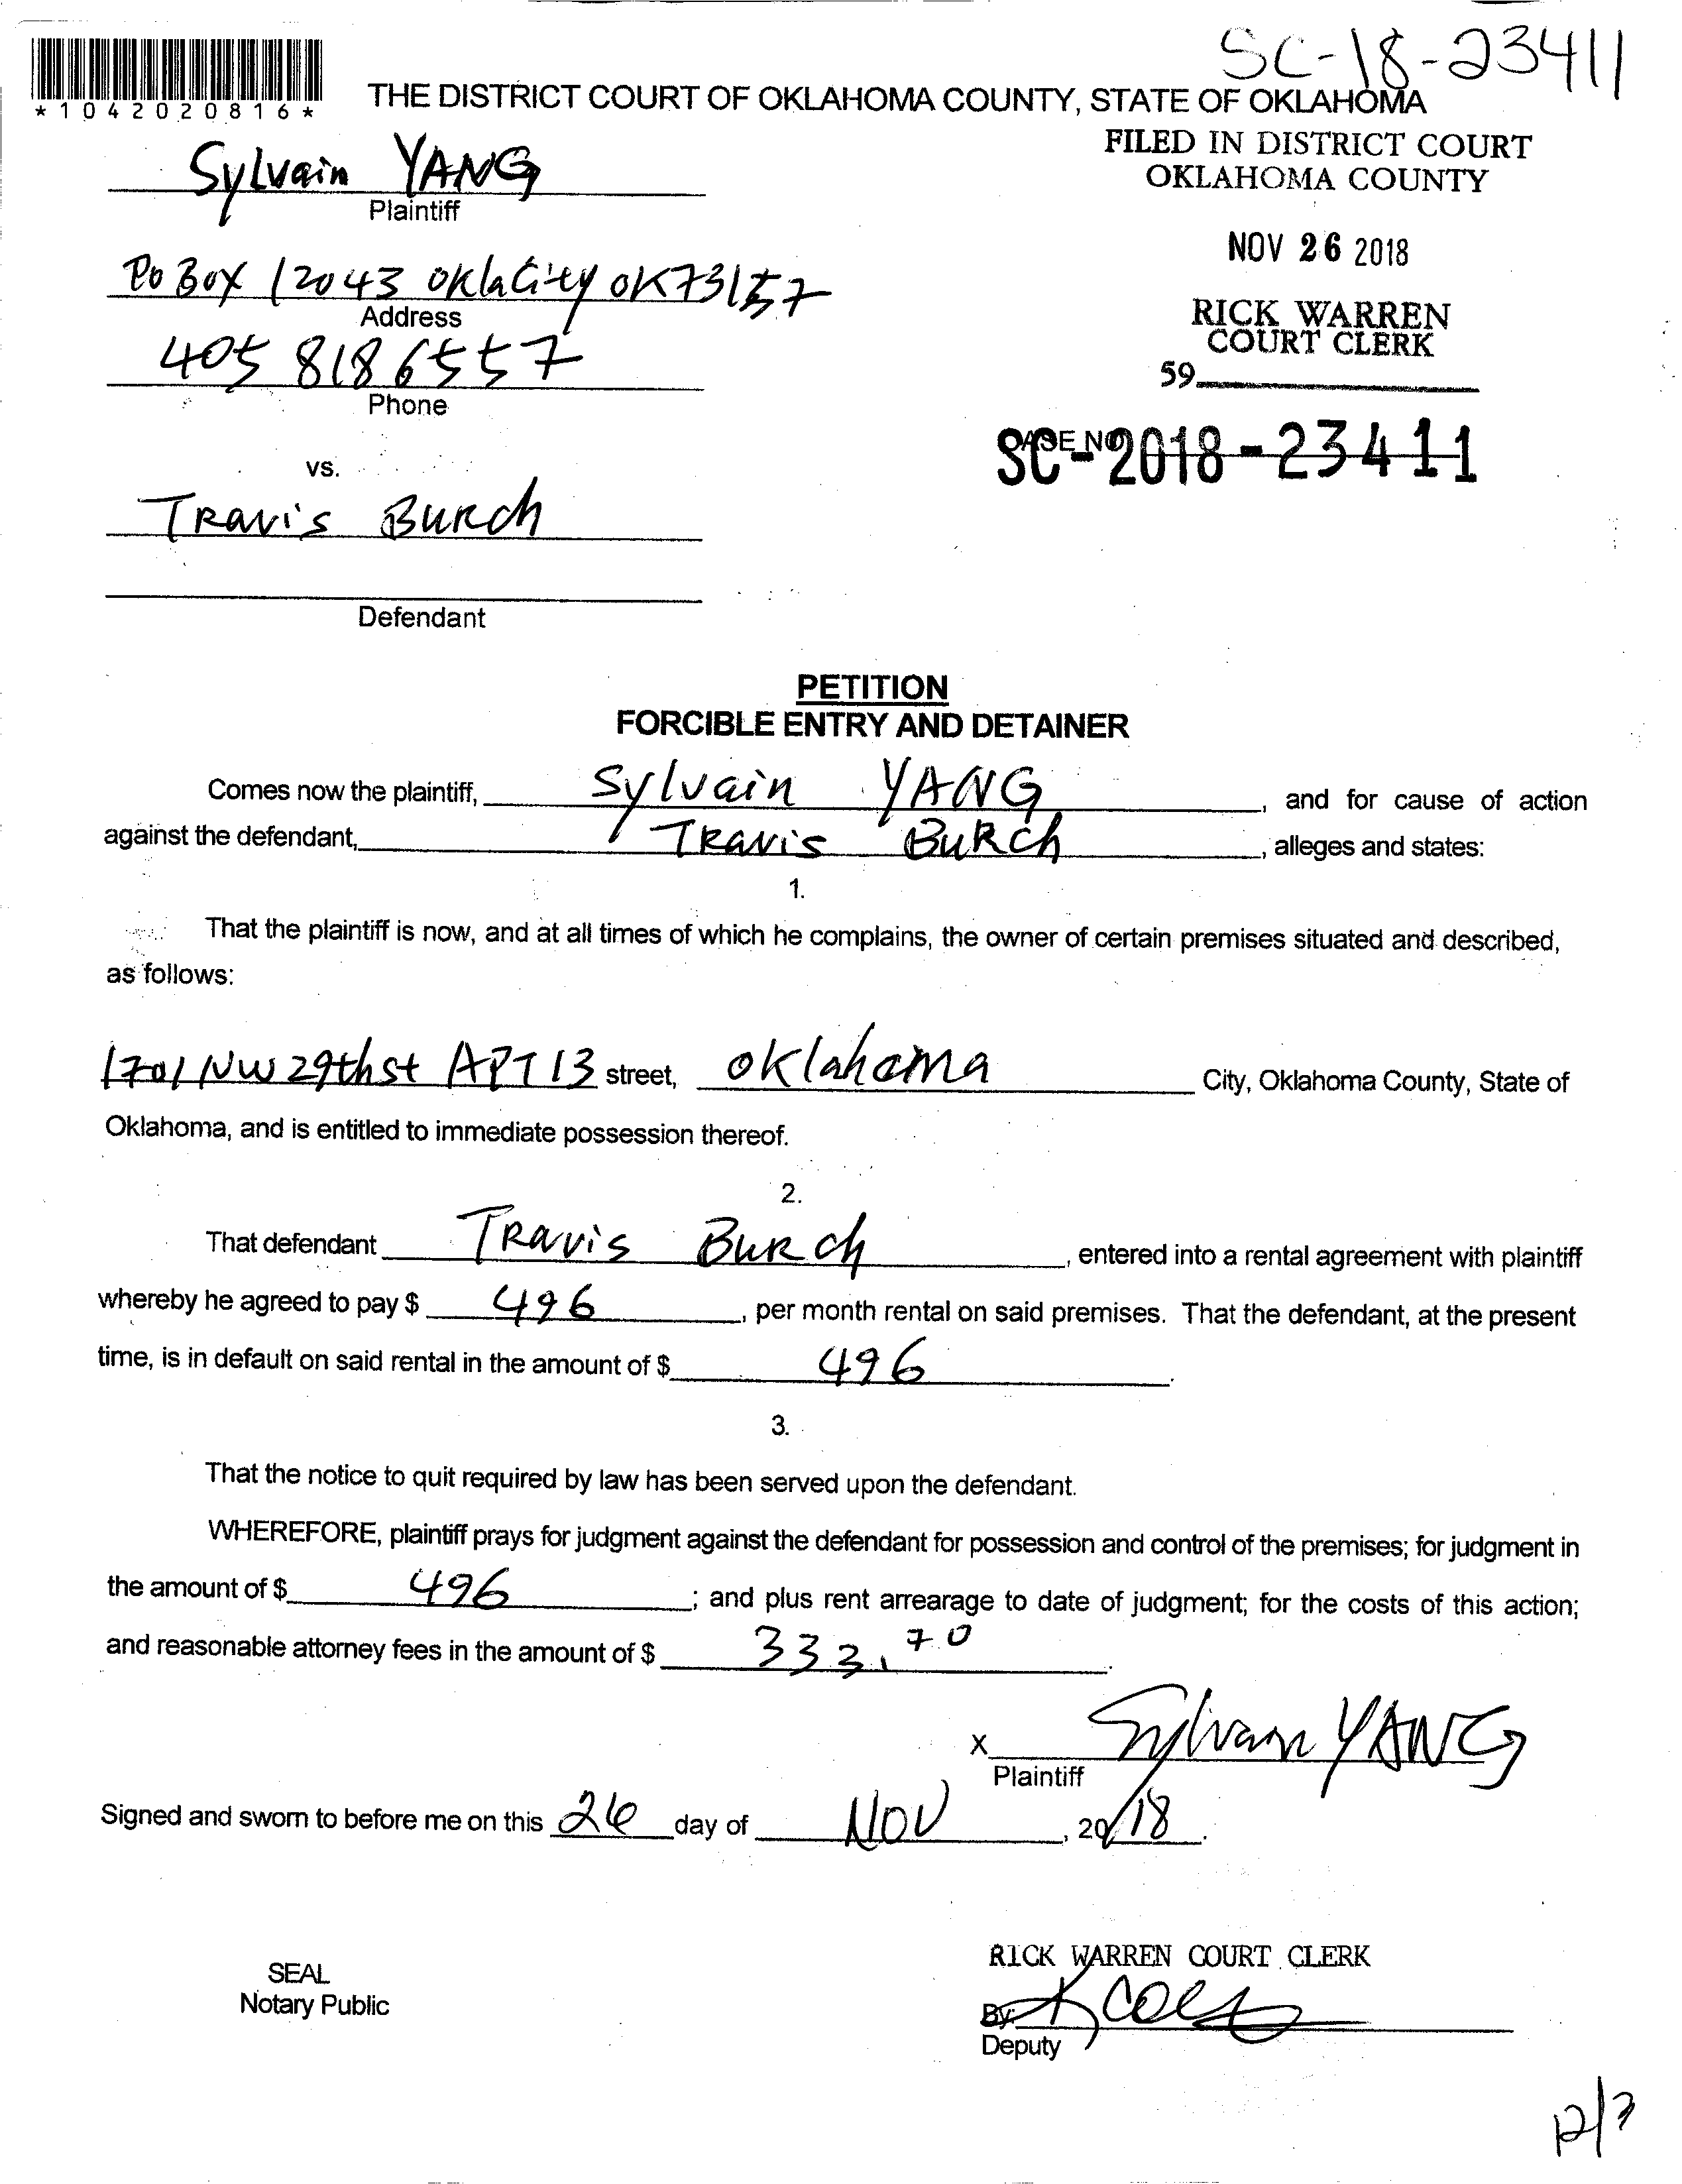 SC-18-23411
*1042020816*
THE DISTRICT COURT OF OKLAHOMA COUNTY, STATE OF OKLAHOMA
FILED IN DISTRICT COURT
OKLAHOMA COUNTY
Sylvain YANG
Plaintiff
NOV 26 2018
PO BOX 12043 OklaCity OK73157
Address
RICK WARREN
COURT CLERK
405 8186557
Phone
59
CASE NO
SC-2018-23411
vs.
Travis Burch
Defendant
PETITION
FORCIBLE ENTRY AND DETAINER
Comes now the plaintiff, Sylvain YANG, and for cause of action
against the defendant, Travis Burch, alleges and states:
1.
That the plaintiff is now, and at all times of which he complains, the owner of certain premises situated and described,
as follows:
1701 NW 29thst APT 13 street, Oklahoma City, Oklahoma County, State of
Oklahoma, and is entitled to immediate possession thereof.
2.
That defendant Travis Burch, entered into a rental agreement with plaintiff
whereby he agreed to pay $ 496, per month rental on said premises. That the defendant, at the present
time, is in default on said rental in the amount of $ 496.
3.
That the notice to quit required by law has been served upon the defendant.
WHEREFORE, plaintiff prays for judgment against the defendant for possession and control of the premises; for judgment in
the amount of $ 496; and plus rent arrearage to date of judgment; for the costs of this action;
and reasonable attorney fees in the amount of $ 333.70.
X Sylvain YANG
Plaintiff
Signed and sworn to before me on this 26 day of NOV, 2018.
RICK WARREN COURT CLERK
SEAL
Notary Public
By:
Deputy